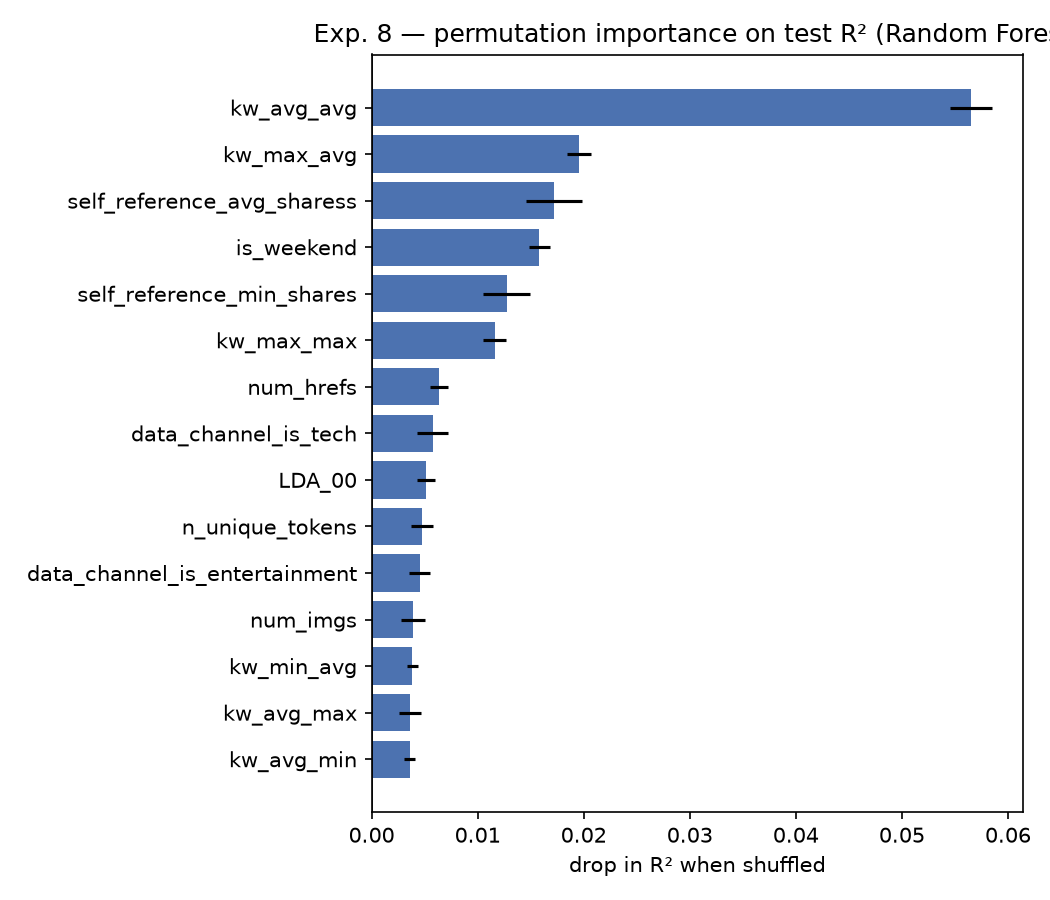 Exp. 8 — permutation importance on test R² (Random Fores
kw_avg_avg
kw_max_avg
self_reference_avg_sharess
is_weekend
self_reference_min_shares
kw_max_max
num_hrefs
data_channel_is_tech
LDA_00
n_unique_tokens
data_channel_is_entertainment
num_imgs
kw_min_avg
kw_avg_max
kw_avg_min
0.00 0.01 0.02 0.03 0.04 0.05 0.06
drop in R² when shuffled